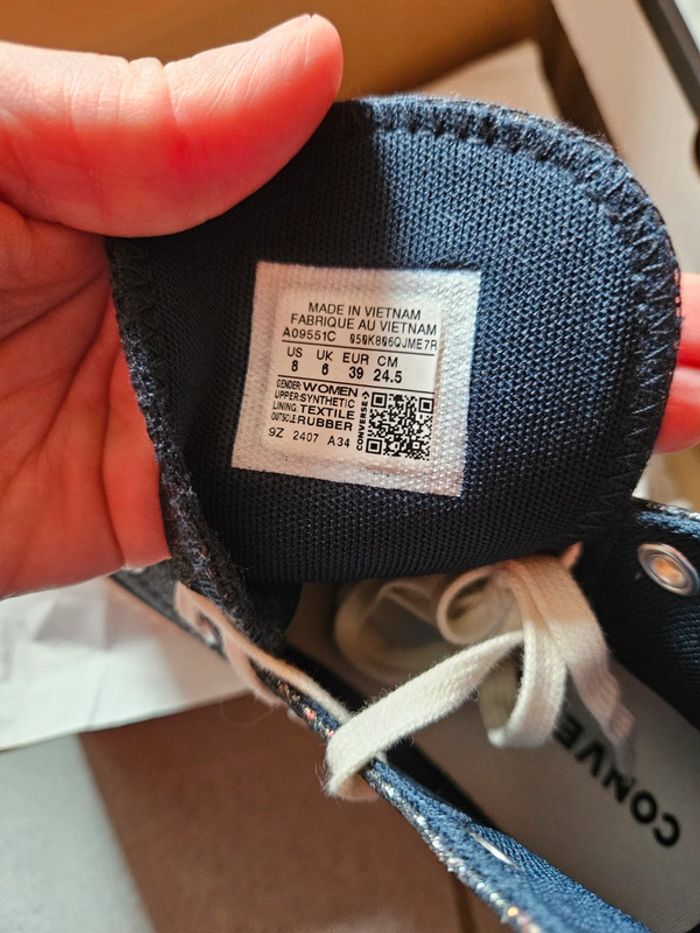 MADE IN VIETNAM
FABRIQUE AU VIETNAM
A09551C 050K806QJME7R
US UK EUR CM
8 6 39 24.5
GENDER: WOMEN
UPPER: SYNTHETIC
LINING: TEXTILE
OUTSOLE: RUBBER
CONVERSE
9Z 2407 A34
CONVE